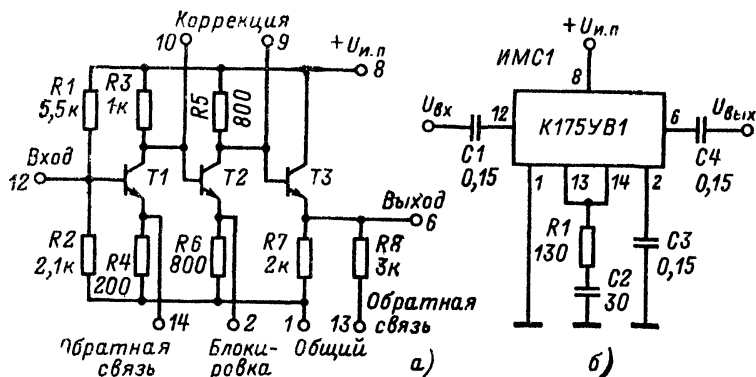 Коррекция
10 9
+Uи.п
8
R1
5,5к
R3
1к
R5
800
Вход
12
T1
T2
T3
Выход
6
R2
2,1к
R4
200
R6
800
R7
2к
R8
3к
14
2
1
13
Обратная
связь
Обратная
связь
Блоки-
ровка
Общий
а)
+Uи.п
ИМС1
8
Uвх
12
К175УВ1
6
Uвых
C1
0,15
C4
0,15
1
13
14
2
R1
130
C2
30
C3
0,15
б)